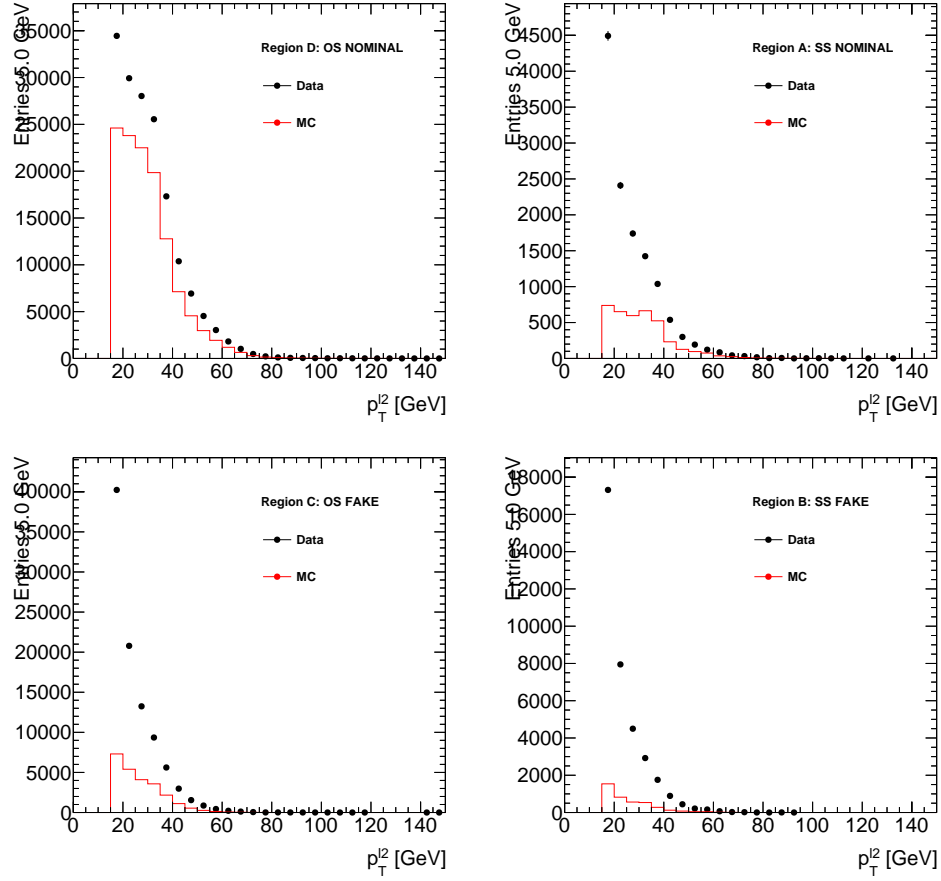 Entries 5.0 GeV
35000
30000
25000
20000
15000
10000
5000
0
Region D: OS NOMINAL
Data
MC
0 20 40 60 80 100 120 140
p_T^l2 [GeV]
Entries 5.0 GeV
4500
4000
3500
3000
2500
2000
1500
1000
500
0
Region A: SS NOMINAL
Data
MC
0 20 40 60 80 100 120 140
p_T^l2 [GeV]
Entries 5.0 GeV
40000
35000
30000
25000
20000
15000
10000
5000
0
Region C: OS FAKE
Data
MC
0 20 40 60 80 100 120 140
p_T^l2 [GeV]
Entries 5.0 GeV
18000
16000
14000
12000
10000
8000
6000
4000
2000
0
Region B: SS FAKE
Data
MC
0 20 40 60 80 100 120 140
p_T^l2 [GeV]